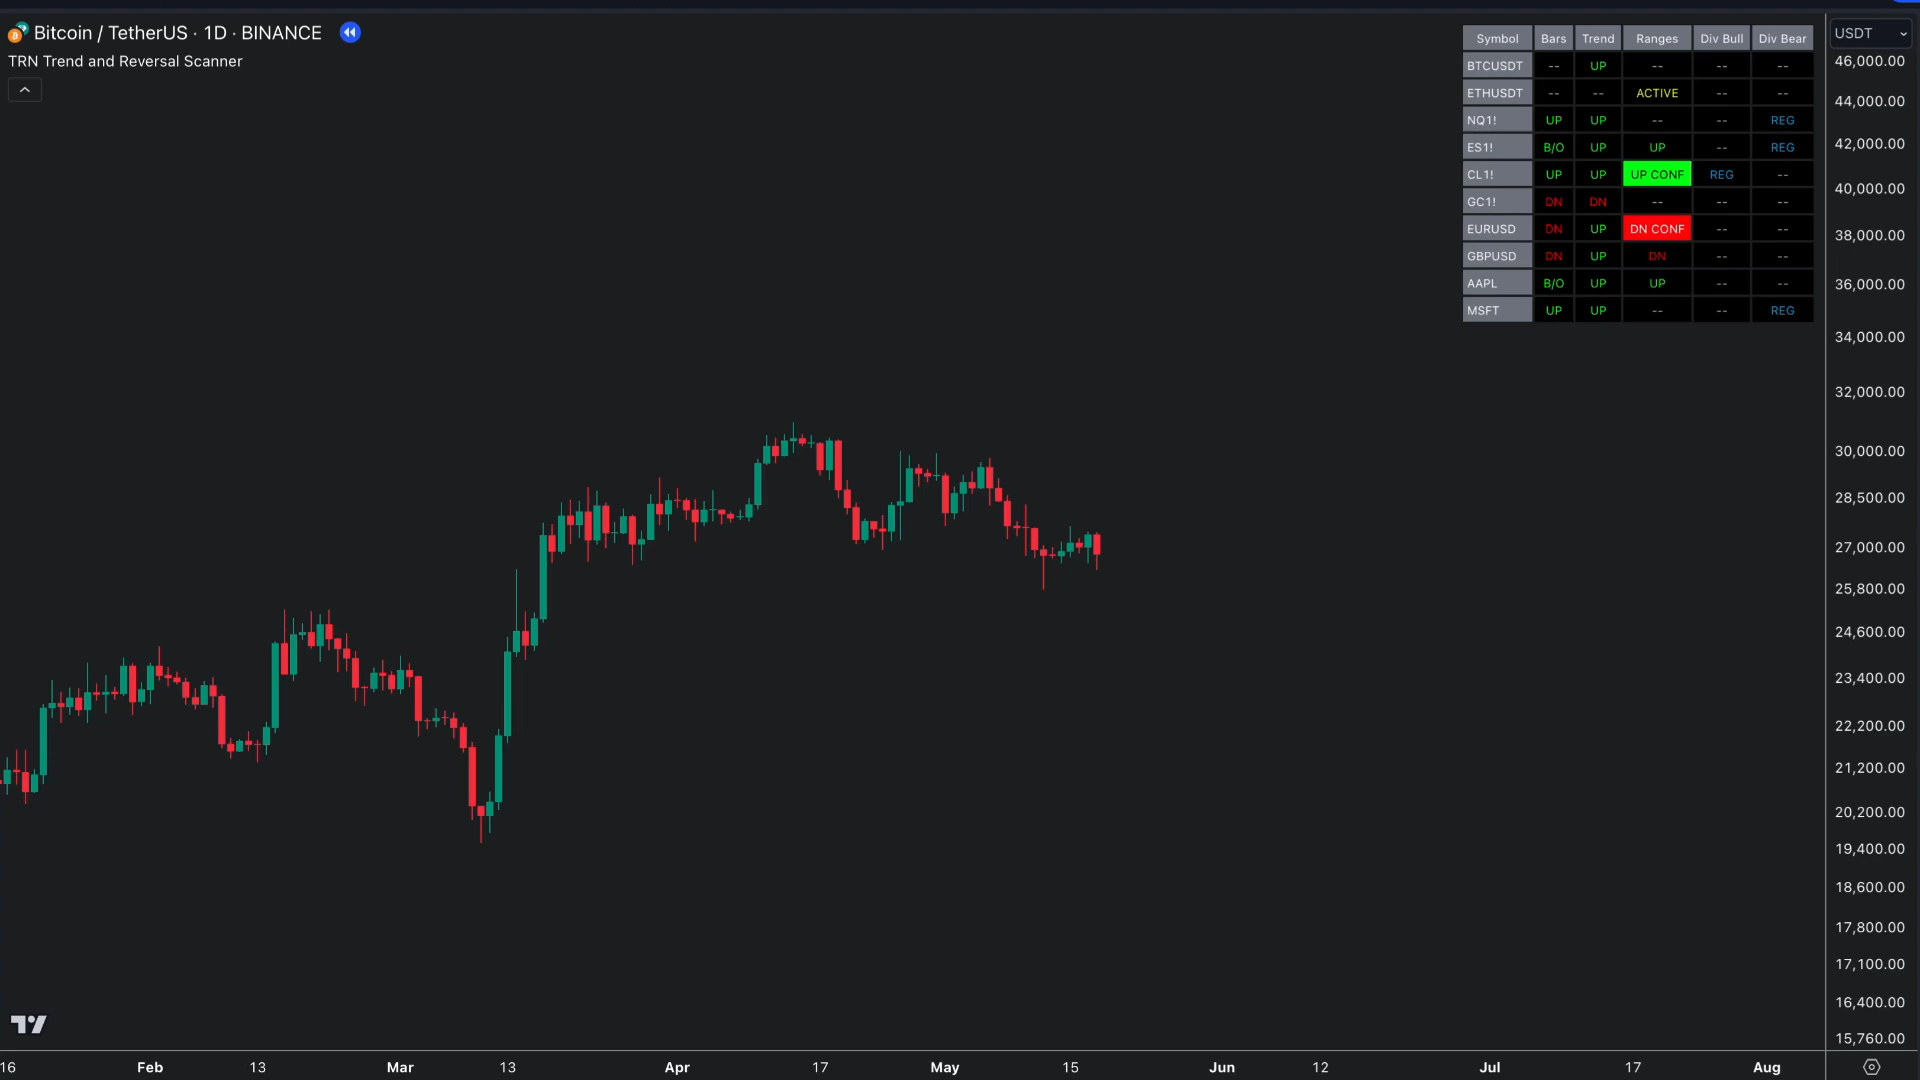 Bitcoin / TetherUS · 1D · BINANCE
TRN Trend and Reversal Scanner
Symbol Bars Trend Ranges Div Bull Div Bear
BTCUSDT -- UP -- -- --
ETHUSDT -- -- ACTIVE -- --
NQ1! UP UP -- -- REG
ES1! B/O UP UP -- REG
CL1! UP UP UP CONF REG --
GC1! DN DN -- -- --
EURUSD DN UP DN CONF -- --
GBPUSD DN UP DN -- --
AAPL B/O UP UP -- --
MSFT UP UP -- -- REG
USDT
46,000.00
44,000.00
42,000.00
40,000.00
38,000.00
36,000.00
34,000.00
32,000.00
30,000.00
28,500.00
27,000.00
25,800.00
24,600.00
23,400.00
22,200.00
21,200.00
20,200.00
19,400.00
18,600.00
17,800.00
17,100.00
16,400.00
15,760.00
16 Feb 13 Mar 13 Apr 17 May 15 Jun 12 Jul 17 Aug